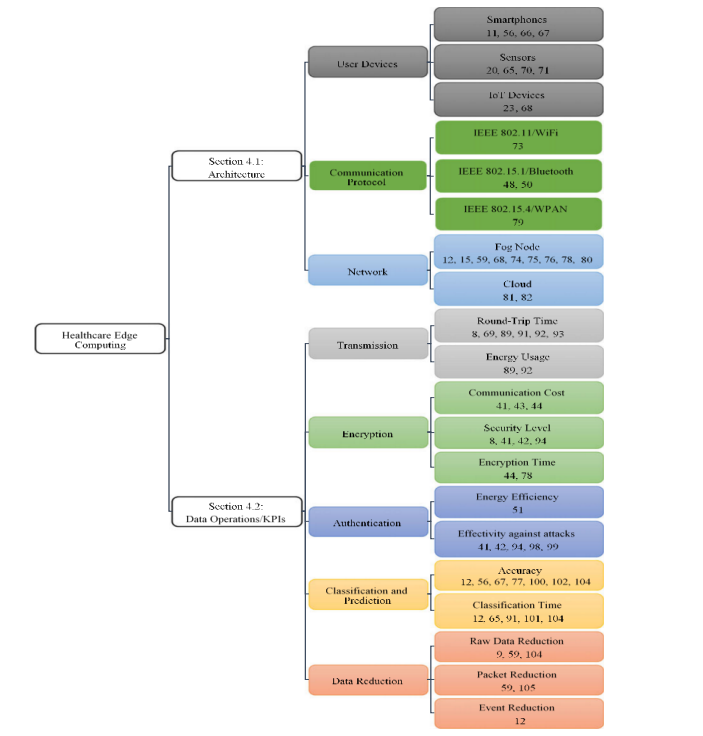 Healthcare Edge
Computing
Section 4.1:
Architecture
User Devices
Smartphones
11, 56, 66, 67
Sensors
20, 65, 70, 71
IoT Devices
23, 68
Communication
Protocol
IEEE 802.11/WiFi
73
IEEE 802.15.1/Bluetooth
48, 50
IEEE 802.15.4/WPAN
79
Network
Fog Node
12, 15, 59, 68, 74, 75, 76, 78, 80
Cloud
81, 82
Section 4.2:
Data Operations/KPIs
Transmission
Round-Trip Time
8, 69, 89, 91, 92, 93
Energy Usage
89, 92
Encryption
Communication Cost
41, 43, 44
Security Level
8, 41, 42, 94
Encryption Time
44, 78
Authentication
Energy Efficiency
51
Effectivity against attacks
41, 42, 94, 98, 99
Classification and
Prediction
Accuracy
12, 56, 67, 77, 100, 102, 104
Classification Time
12, 65, 91, 101, 104
Data Reduction
Raw Data Reduction
9, 59, 104
Packet Reduction
59, 105
Event Reduction
12